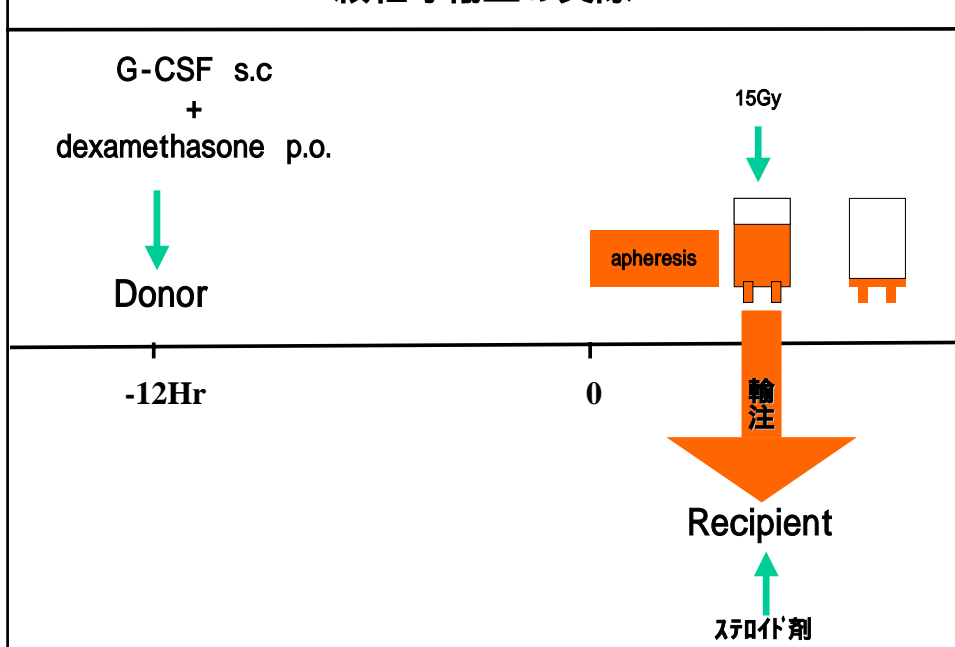 G-CSF s.c
+
dexamethasone p.o.
Donor
15Gy
apheresis
-12Hr
0
輸注
Recipient
ｽﾃﾛｲﾄﾞ剤